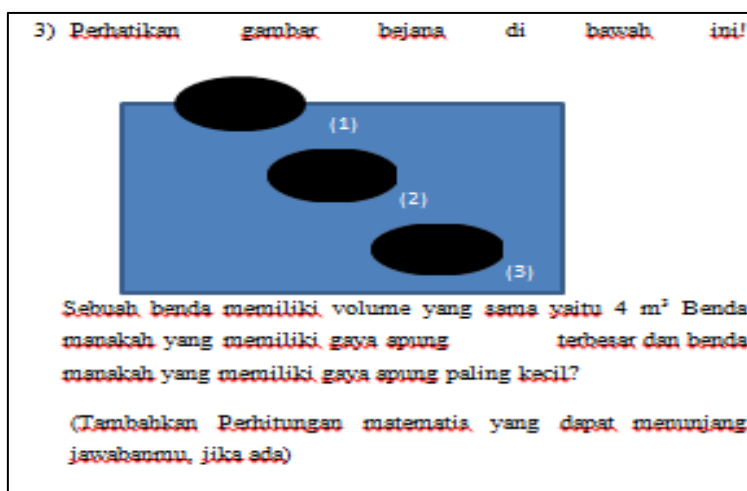 3) Perhatikan gambar bejana di bawah ini!
(1)
(2)
(3)
Sebuah benda memiliki volume yang sama yaitu 4 m³ Benda
manakah yang memiliki gaya apung terbesar dan benda
manakah yang memiliki gaya apung paling kecil?
(Tambahkan Perhitungan matematis yang dapat menunjang
jawabanmu, jika ada)